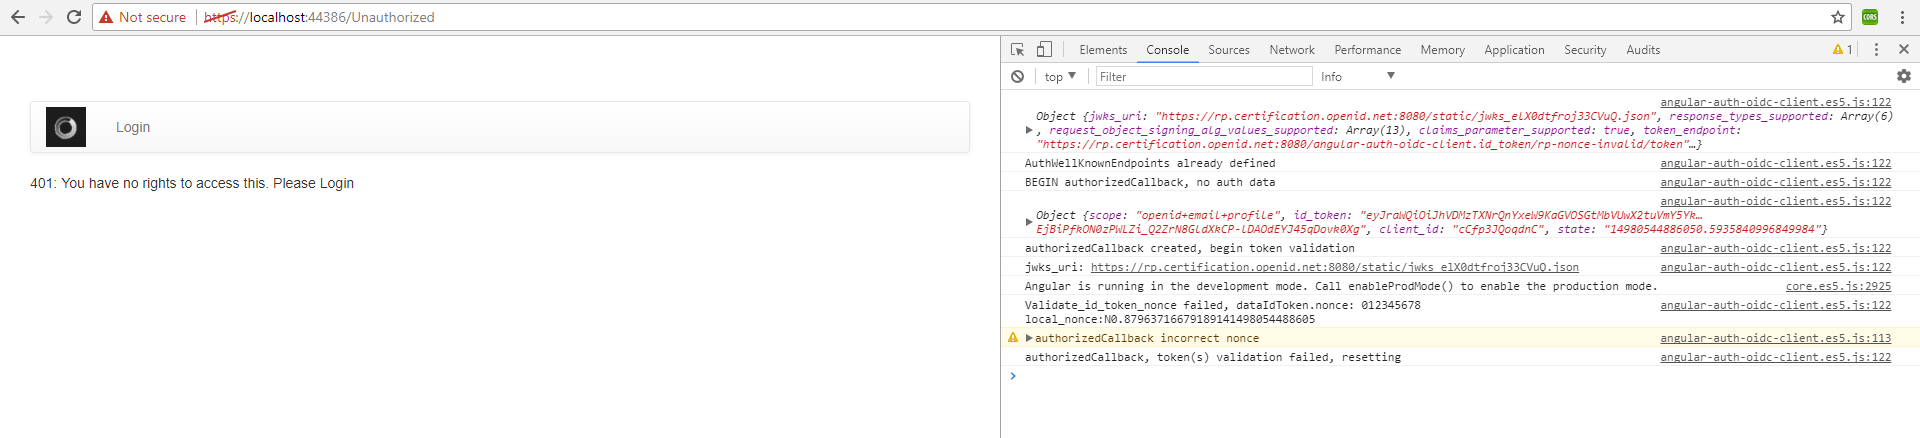 Not secure https://localhost:44386/Unauthorized CORS
Login
401: You have no rights to access this. Please Login
Elements Console Sources Network Performance Memory Application Security Audits 1
top Filter Info
angular-auth-oidc-client.es5.js:122
Object {jwks_uri: "https://rp.certification.openid.net:8080/static/jwks_elX0dtfroj33CVuQ.json", response_types_supported: Array(6)
, request_object_signing_alg_values_supported: Array(13), claims_parameter_supported: true, token_endpoint:
"https://rp.certification.openid.net:8080/angular-auth-oidc-client.id_token/rp-nonce-invalid/token"…}
AuthWellKnownEndpoints already defined angular-auth-oidc-client.es5.js:122
BEGIN authorizedCallback, no auth data angular-auth-oidc-client.es5.js:122
angular-auth-oidc-client.es5.js:122
Object {scope: "openid+email+profile", id_token: "eyJraWQiOiJhVDMzTXNrQnYxeW9KaGVOSGtMbVUwX2tuVmY5Yk…
EjBiPfkON0zPWLZi_Q2ZrN8GLdXkCP-lDAOdEYJ45qDovk0Xg", client_id: "cCfp3JQoqdnC", state: "14980544886050.5935840996849984"}
authorizedCallback created, begin token validation angular-auth-oidc-client.es5.js:122
jwks_uri: https://rp.certification.openid.net:8080/static/jwks_elX0dtfroj33CVuQ.json angular-auth-oidc-client.es5.js:122
Angular is running in the development mode. Call enableProdMode() to enable the production mode. core.es5.js:2925
Validate_id_token_nonce failed, dataIdToken.nonce: 012345678 angular-auth-oidc-client.es5.js:122
local_nonce:N0.87963716679189141498054488605
authorizedCallback incorrect nonce angular-auth-oidc-client.es5.js:113
authorizedCallback, token(s) validation failed, resetting angular-auth-oidc-client.es5.js:122